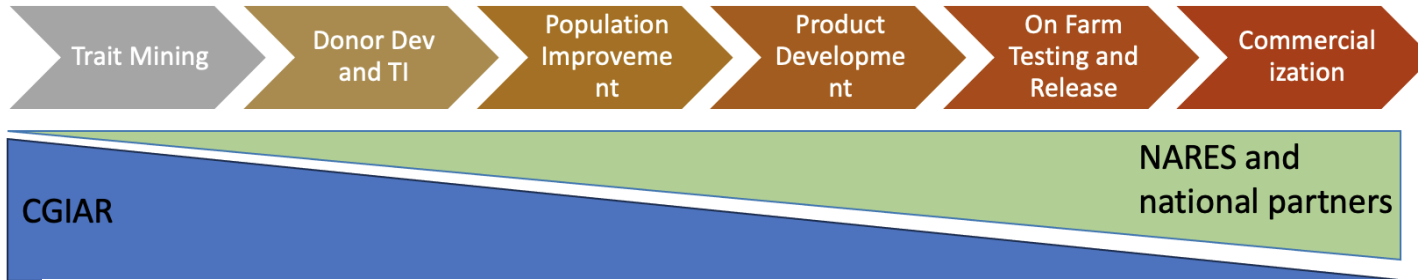 Trait Mining
Donor Dev
and TI
Population
Improveme
nt
Product
Developme
nt
On Farm
Testing and
Release
Commercial
ization
CGIAR
NARES and
national partners